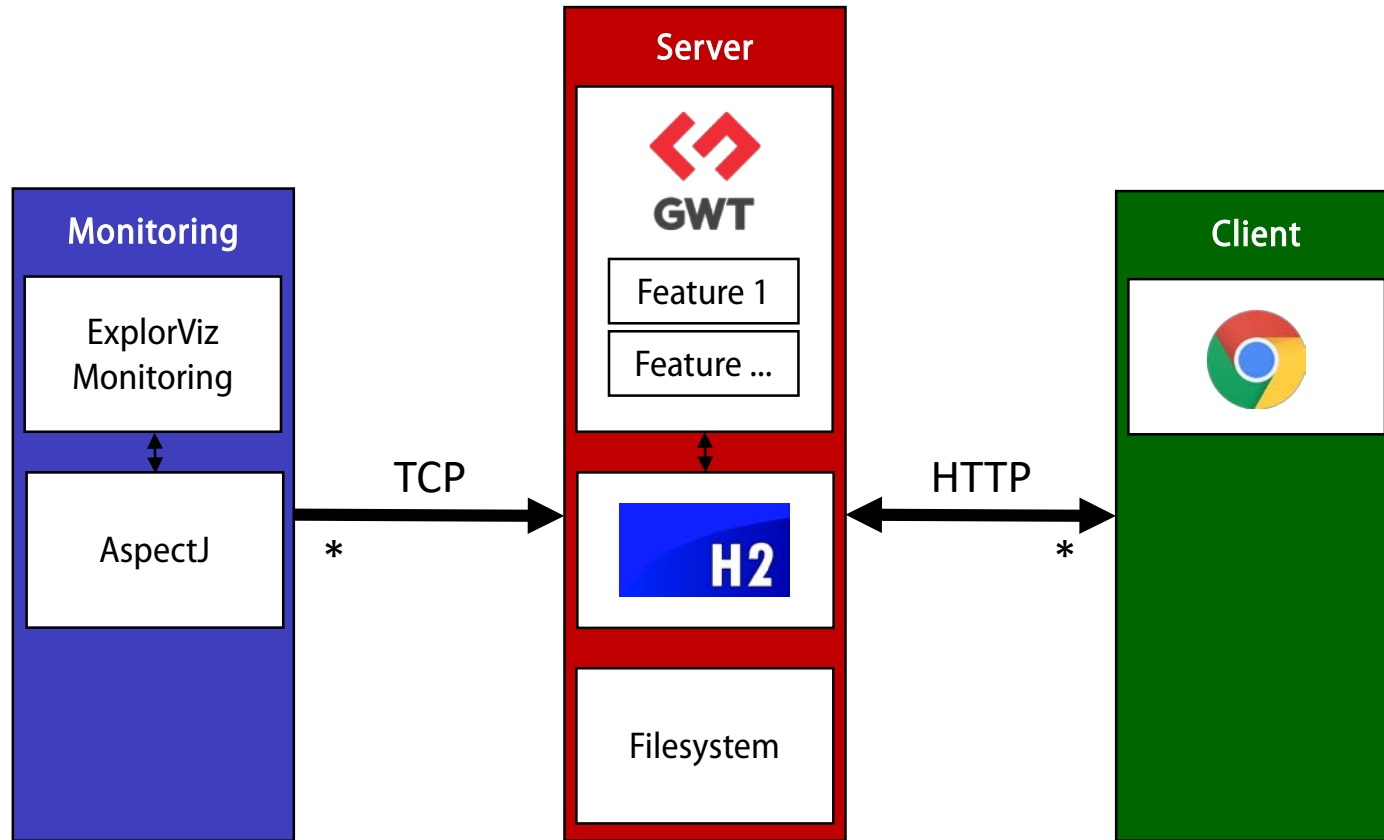 Monitoring
ExplorViz
Monitoring
AspectJ
TCP
*
Server
GWT
Feature 1
Feature ...
H2
Filesystem
HTTP
*
Client